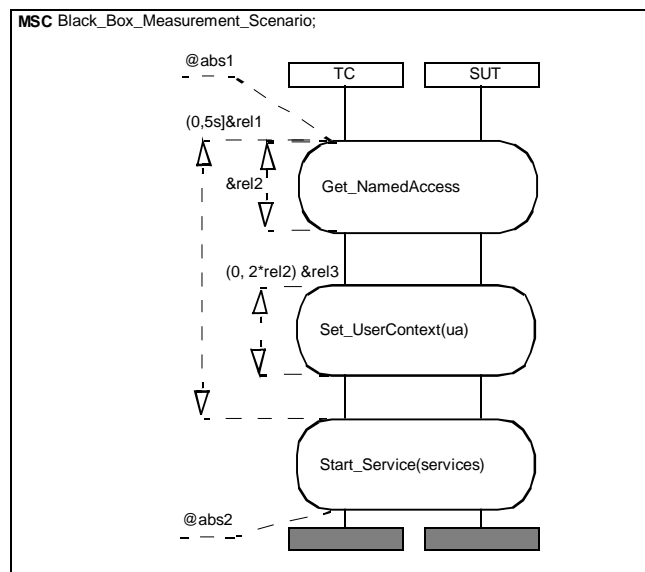 MSC Black_Box_Measurement_Scenario;
@abs1
TC
SUT
(0,5s]&rel1
&rel2
Get_NamedAccess
(0, 2*rel2) &rel3
Set_UserContext(ua)
Start_Service(services)
@abs2